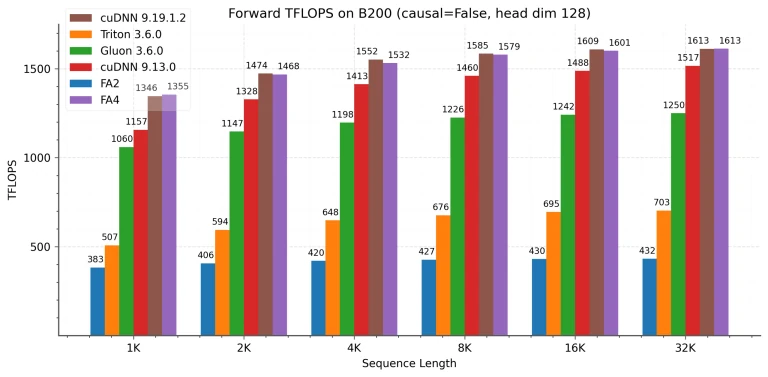 Forward TFLOPS on B200 (causal=False, head dim 128)
cuDNN 9.19.1.2
Triton 3.6.0
Gluon 3.6.0
cuDNN 9.13.0
FA2
FA4
TFLOPS
1500
1000
500
383 507 1060 1157 1346 1355
406 594 1147 1328 1474 1468
420 648 1198 1413 1552 1532
427 676 1226 1460 1585 1579
430 695 1242 1488 1609 1601
432 703 1250 1517 1613 1613
1K 2K 4K 8K 16K 32K
Sequence Length